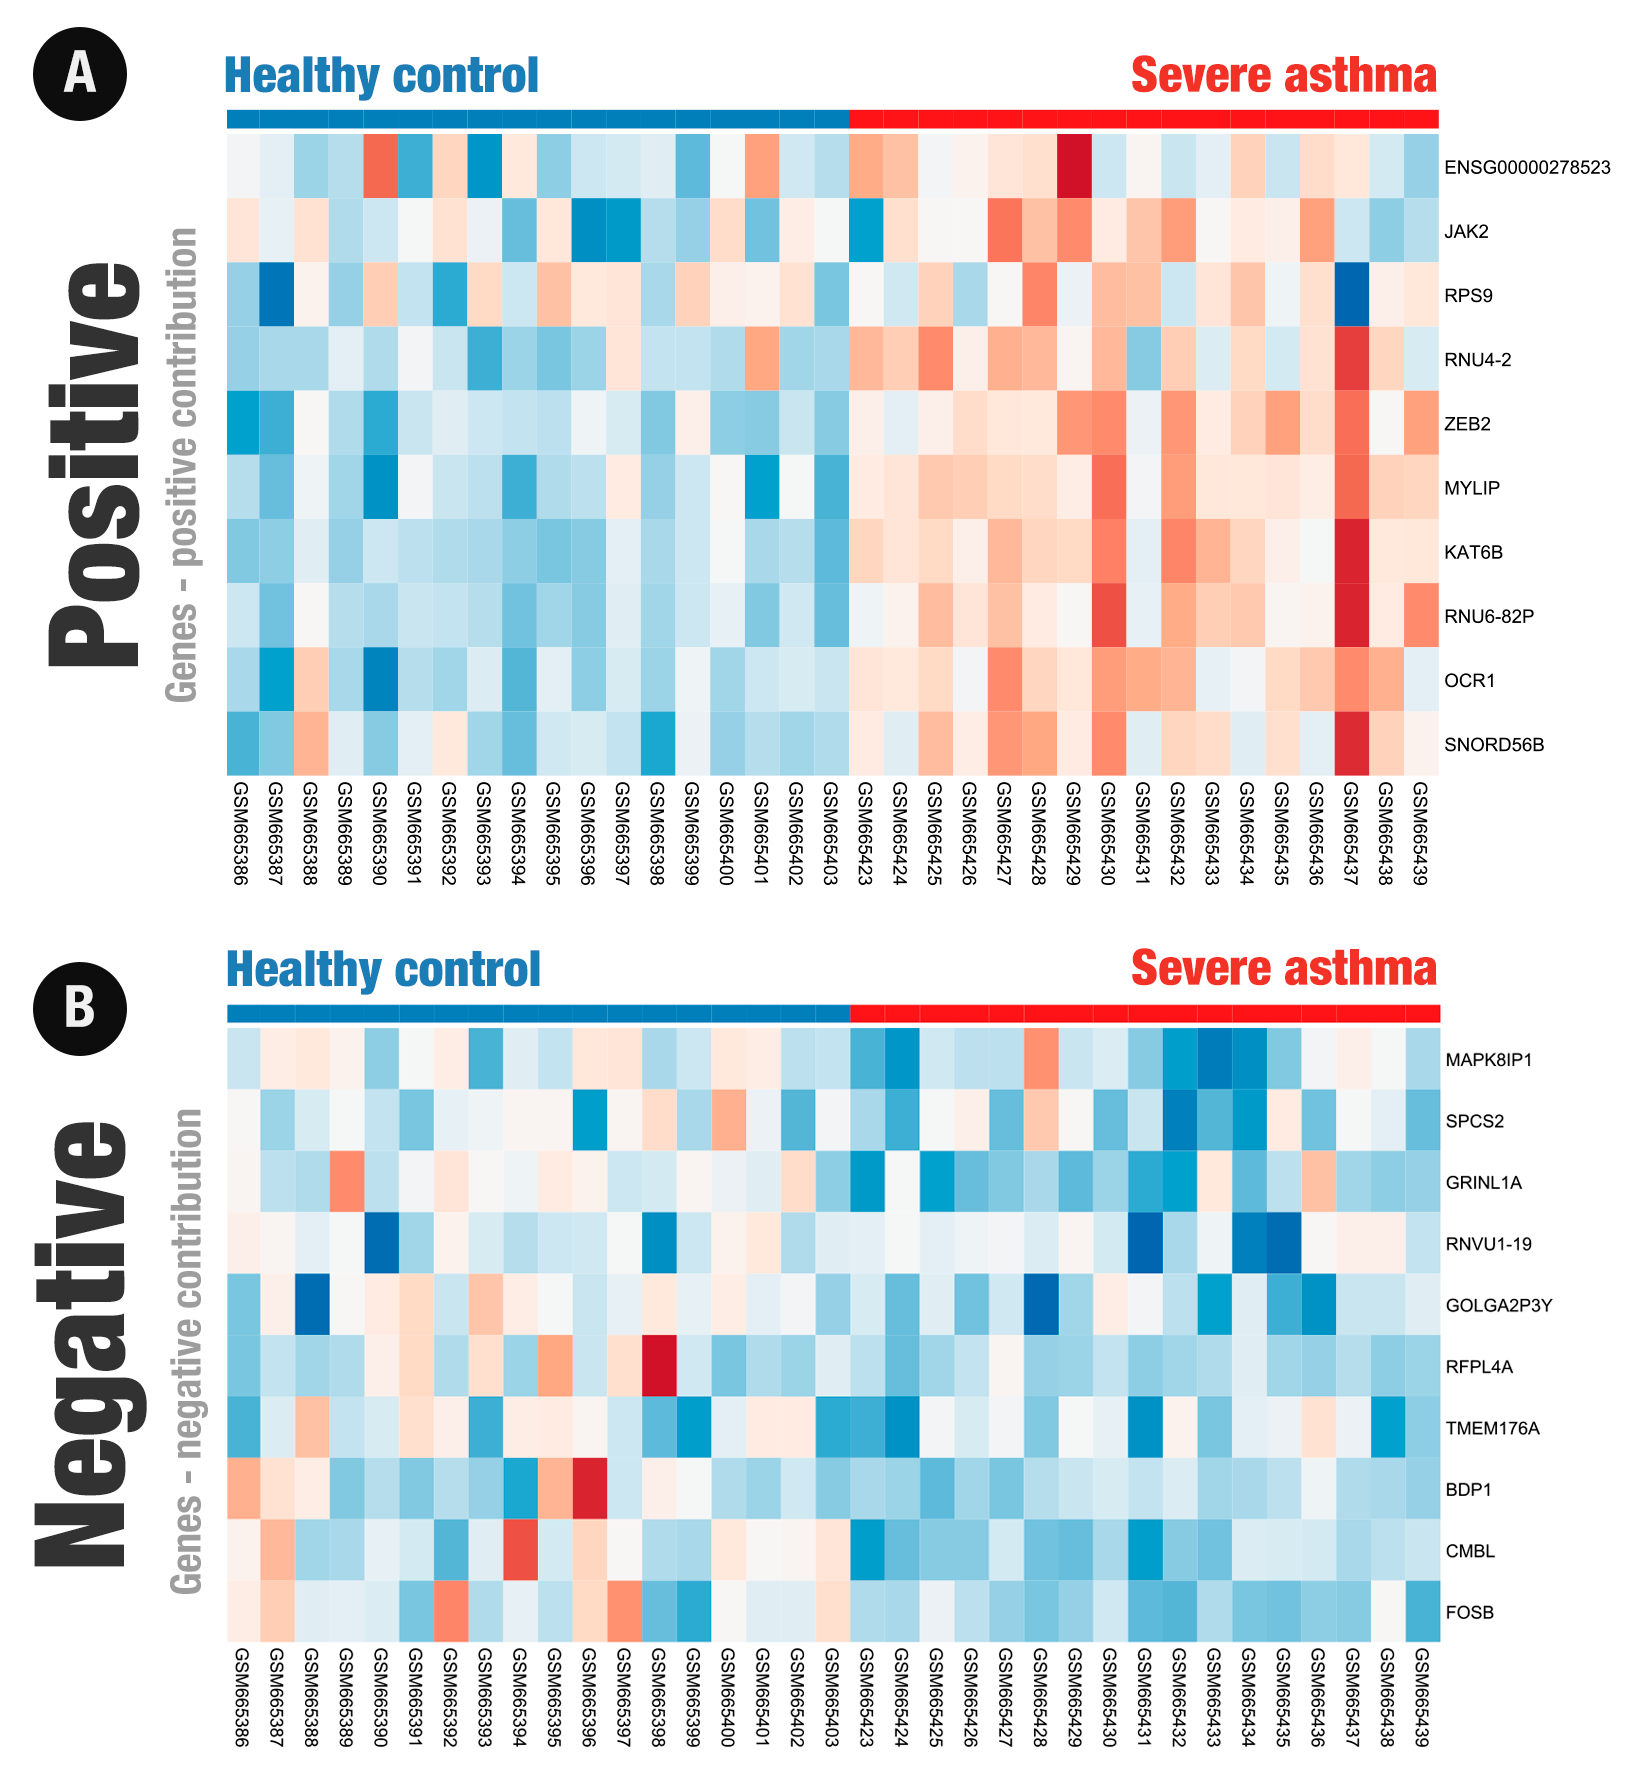 A
Healthy control
Severe asthma
Positive
Genes - positive contribution
ENSG00000278523
JAK2
RPS9
RNU4-2
ZEB2
MYLIP
KAT6B
RNU6-82P
OCR1
SNORD56B
GSM665386
GSM665387
GSM665388
GSM665389
GSM665390
GSM665391
GSM665392
GSM665393
GSM665394
GSM665395
GSM665396
GSM665397
GSM665398
GSM665399
GSM665400
GSM665401
GSM665402
GSM665403
GSM665423
GSM665424
GSM665425
GSM665426
GSM665427
GSM665428
GSM665429
GSM665430
GSM665431
GSM665432
GSM665433
GSM665434
GSM665435
GSM665436
GSM665437
GSM665438
GSM665439
B
Healthy control
Severe asthma
Negative
Genes - negative contribution
MAPK8IP1
SPCS2
GRINL1A
RNVU1-19
GOLGA2P3Y
RFPL4A
TMEM176A
BDP1
CMBL
FOSB
GSM665386
GSM665387
GSM665388
GSM665389
GSM665390
GSM665391
GSM665392
GSM665393
GSM665394
GSM665395
GSM665396
GSM665397
GSM665398
GSM665399
GSM665400
GSM665401
GSM665402
GSM665403
GSM665423
GSM665424
GSM665425
GSM665426
GSM665427
GSM665428
GSM665429
GSM665430
GSM665431
GSM665432
GSM665433
GSM665434
GSM665435
GSM665436
GSM665437
GSM665438
GSM665439